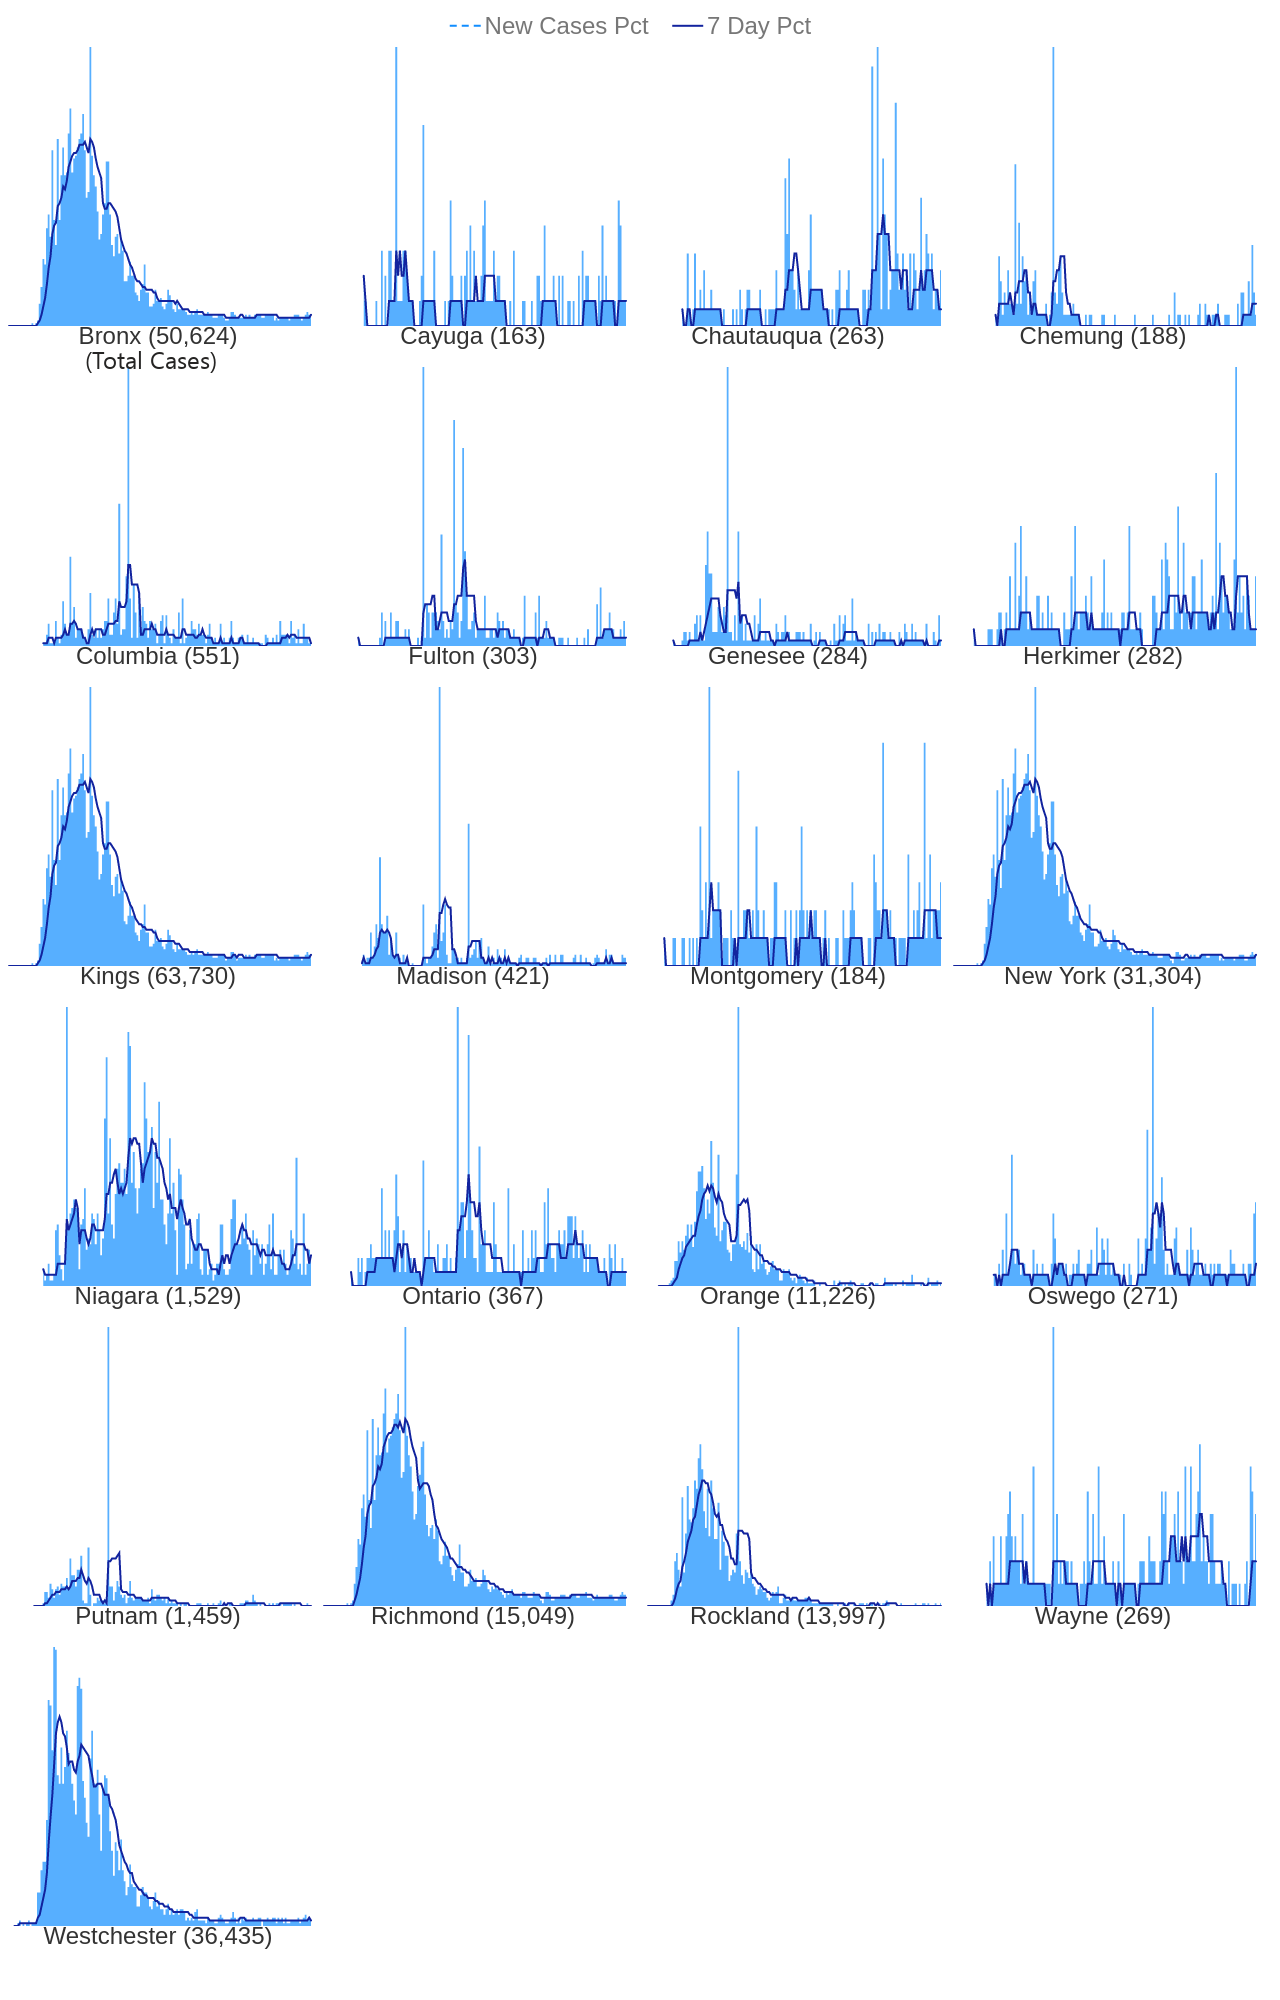 New Cases Pct 7 Day Pct
Bronx (50,624) Cayuga (163) Chautauqua (263) Chemung (188)
(Total Cases)
Columbia (551) Fulton (303) Genesee (284) Herkimer (282)
Kings (63,730) Madison (421) Montgomery (184) New York (31,304)
Niagara (1,529) Ontario (367) Orange (11,226) Oswego (271)
Putnam (1,459) Richmond (15,049) Rockland (13,997) Wayne (269)
Westchester (36,435)